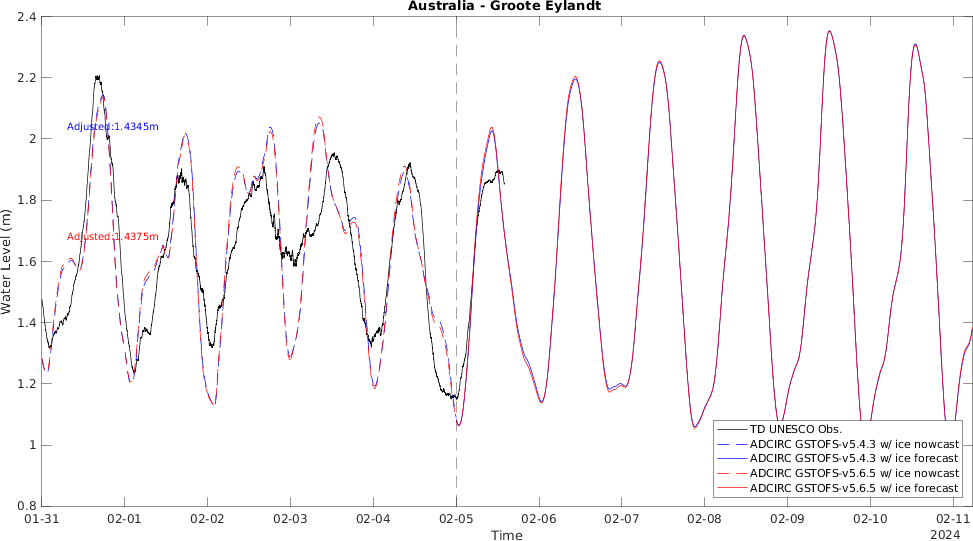 Australia - Groote Eylandt
2.4
2.2
2
1.8
1.6
1.4
1.2
1
0.8
Water Level (m)
Adjusted:1.4345m
Adjusted:1.4375m
TD UNESCO Obs.
ADCIRC GSTOFS-v5.4.3 w/ ice nowcast
ADCIRC GSTOFS-v5.4.3 w/ ice forecast
ADCIRC GSTOFS-v5.6.5 w/ ice nowcast
ADCIRC GSTOFS-v5.6.5 w/ ice forecast
01-31 02-01 02-02 02-03 02-04 02-05 02-06 02-07 02-08 02-09 02-10 02-11
Time
2024